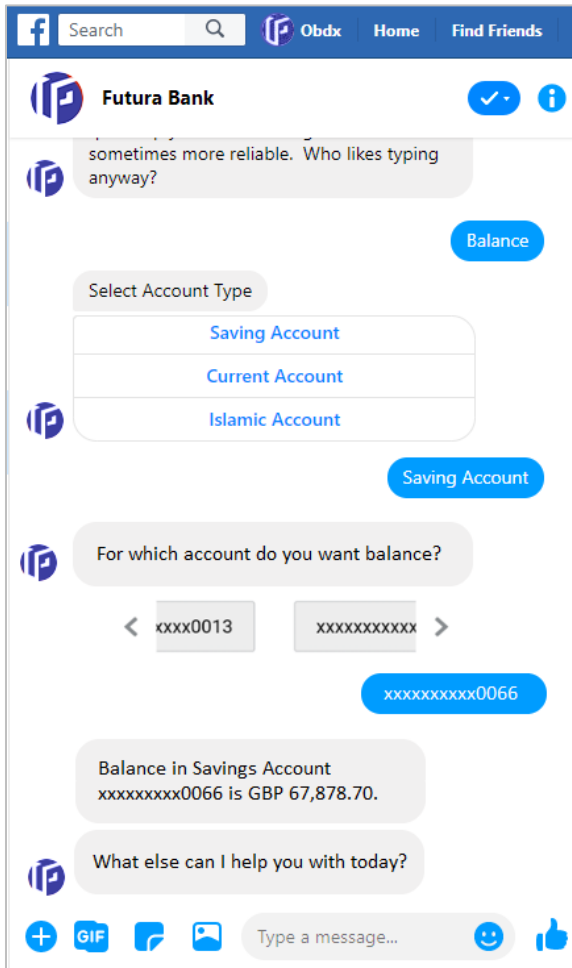 Search
Obdx
Home
Find Friends
Futura Bank
sometimes more reliable.  Who likes typing
anyway?
Balance
Select Account Type
Saving Account
Current Account
Islamic Account
Saving Account
For which account do you want balance?
xxxx0013
xxxxxxxxxxx
xxxxxxxxxx0066
Balance in Savings Account
xxxxxxxxx0066 is GBP 67,878.70.
What else can I help you with today?
GIF
Type a message...